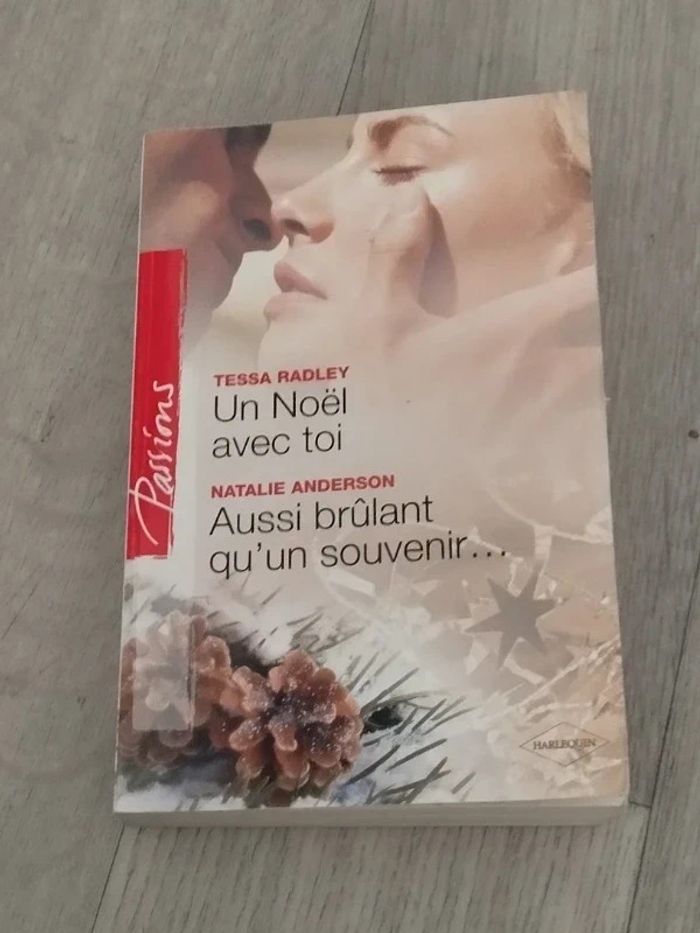 Passions
TESSA RADLEY
Un Noël
avec toi
NATALIE ANDERSON
Aussi brûlant
qu'un souvenir...
HARLEQUIN